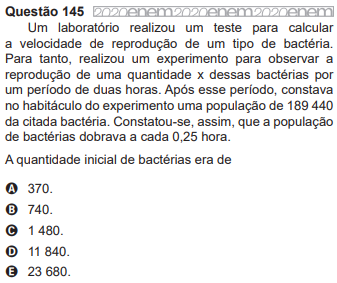 Questão 145 2020enem2020enem2020enem
Um laboratório realizou um teste para calcular
a velocidade de reprodução de um tipo de bactéria.
Para tanto, realizou um experimento para observar a
reprodução de uma quantidade x dessas bactérias por
um período de duas horas. Após esse período, constava
no habitáculo do experimento uma população de 189 440
da citada bactéria. Constatou-se, assim, que a população
de bactérias dobrava a cada 0,25 hora.
A quantidade inicial de bactérias era de
A 370.
B 740.
C 1 480.
D 11 840.
E 23 680.